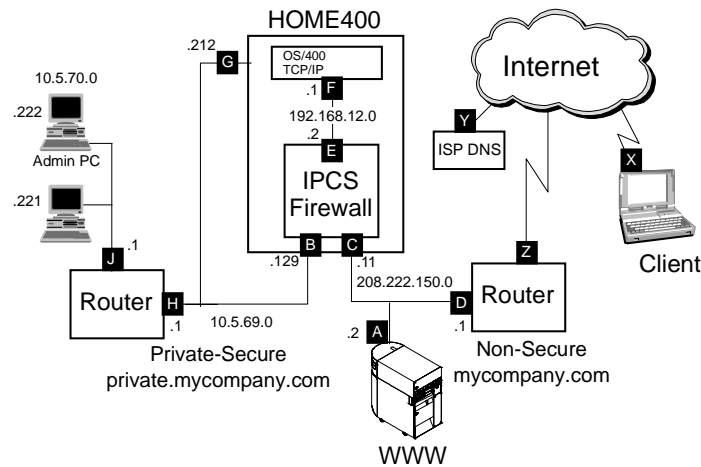 HOME400
.212
G
OS/400
TCP/IP
.1
F
192.168.12.0
.2
E
IPCS
Firewall
B
C
.129
.11
10.5.70.0
.222
Admin PC
.221
J
.1
Router
H
.1
10.5.69.0
Private-Secure
private.mycompany.com
208.222.150.0
.2
A
WWW
D
.1
Router
Z
Non-Secure
mycompany.com
Internet
Y
ISP DNS
X
Client